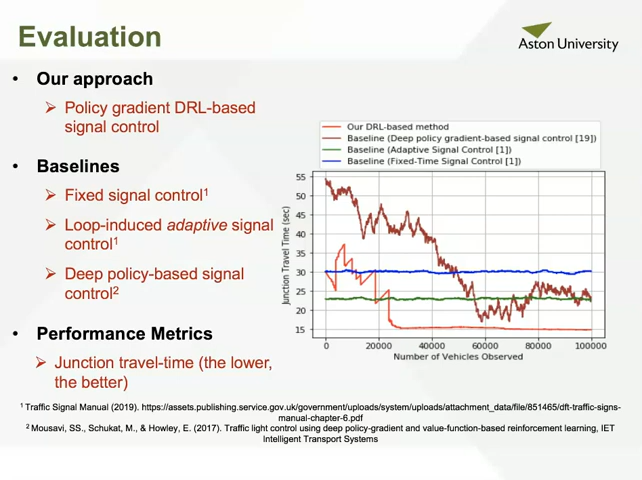 Evaluation
Aston University
• Our approach
➢ Policy gradient DRL-based
signal control
• Baselines
➢ Fixed signal control1
➢ Loop-induced adaptive signal
control1
➢ Deep policy-based signal
control2
• Performance Metrics
➢ Junction travel-time (the lower,
the better)
Our DRL-based method
Baseline (Deep policy gradient-based signal control [19])
Baseline (Adaptive Signal Control [1])
Baseline (Fixed-Time Signal Control [1])
Junction Travel Time (sec)
55
50
45
40
35
30
25
20
15
0 20000 40000 60000 80000 100000
Number of Vehicles Observed
1 Traffic Signal Manual (2019). https://assets.publishing.service.gov.uk/government/uploads/system/uploads/attachment_data/file/851465/dft-traffic-signs-
manual-chapter-6.pdf
2 Mousavi, SS., Schukat, M., & Howley, E. (2017). Traffic light control using deep policy-gradient and value-function-based reinforcement learning, IET
Intelligent Transport Systems